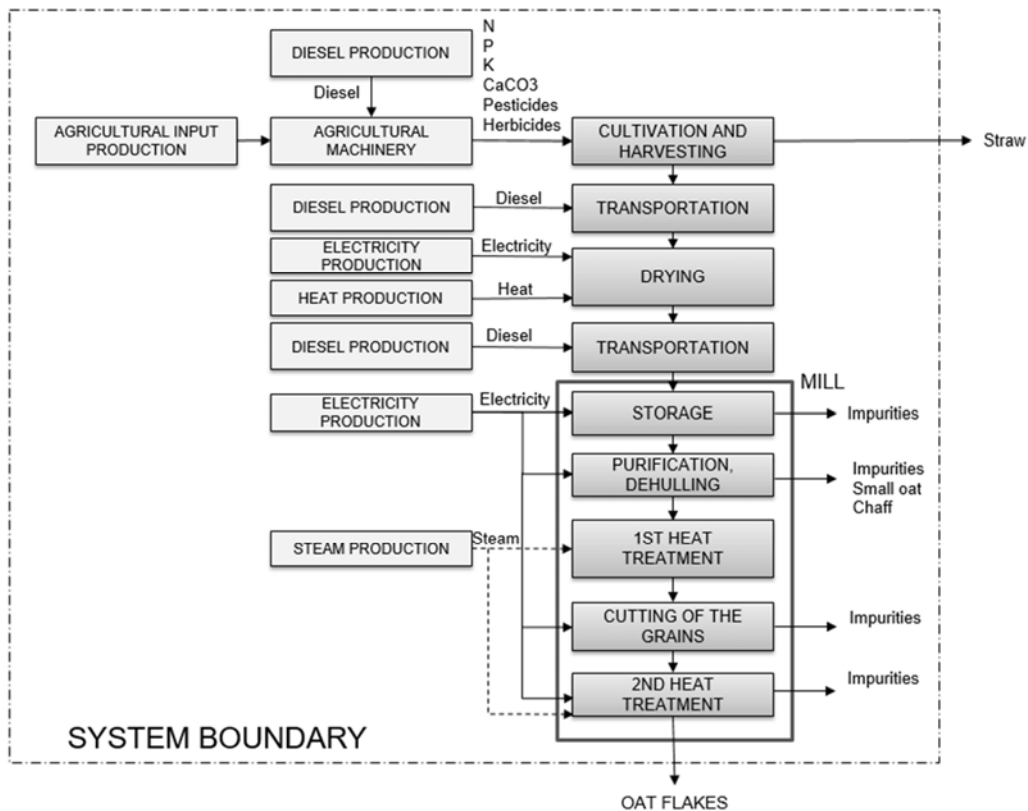 DIESEL PRODUCTION
N
P
K
CaCO3
Pesticides
Herbicides
Diesel
AGRICULTURAL INPUT
PRODUCTION
AGRICULTURAL
MACHINERY
CULTIVATION AND
HARVESTING
Straw
DIESEL PRODUCTION
Diesel
TRANSPORTATION
ELECTRICITY
PRODUCTION
Electricity
DRYING
HEAT PRODUCTION
Heat
DIESEL PRODUCTION
Diesel
TRANSPORTATION
MILL
ELECTRICITY
PRODUCTION
Electricity
STORAGE
Impurities
PURIFICATION,
DEHULLING
Impurities
Small oat
Chaff
STEAM PRODUCTION
Steam
1ST HEAT
TREATMENT
CUTTING OF THE
GRAINS
Impurities
2ND HEAT
TREATMENT
Impurities
SYSTEM BOUNDARY
OAT FLAKES